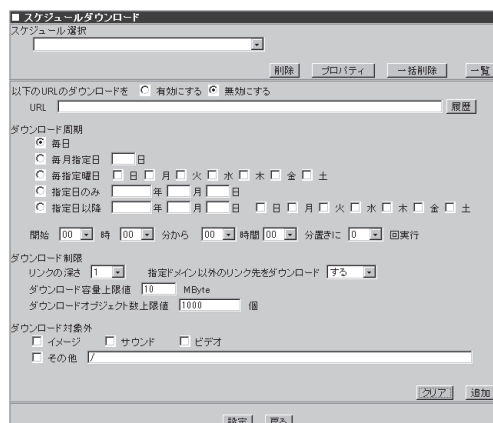 ■ スケジュールダウンロード
スケジュール選択
削除 プロパティ 一括削除 一覧
以下のURLのダウンロードを 有効にする 無効にする
URL 履歴
ダウンロード周期
毎日
毎月指定日 日
毎指定曜日 日 月 火 水 木 金 土
指定日のみ 年 月 日
指定日以降 年 月 日 日 月 火 水 木 金 土
開始 00 時 00 分から 00 時間 00 分置きに 0 回実行
ダウンロード制限
リンクの深さ 1 指定ドメイン以外のリンク先をダウンロード する
ダウンロード容量上限値 10 MByte
ダウンロードオブジェクト数上限値 1000 個
ダウンロード対象外
イメージ サウンド ビデオ
その他 /
クリア 追加
設定 戻る